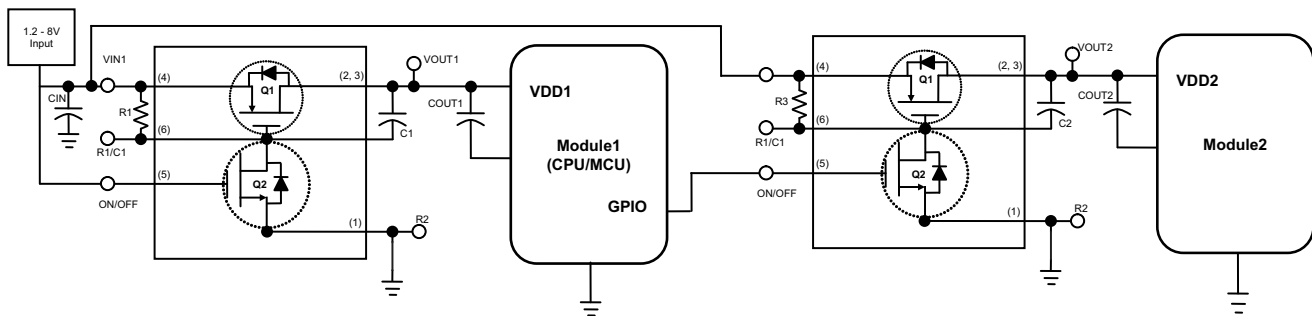 1.2 - 8V
Input
VIN1
CIN
R1
R1/C1
ON/OFF
(4)
(6)
(5)
Q1
Q2
(2, 3)
(1)
C1
R2
VOUT1
COUT1
VDD1
Module1
(CPU/MCU)
GPIO
R3
R1/C1
ON/OFF
(4)
(6)
(5)
Q1
Q2
(2, 3)
(1)
C2
R2
VOUT2
COUT2
VDD2
Module2